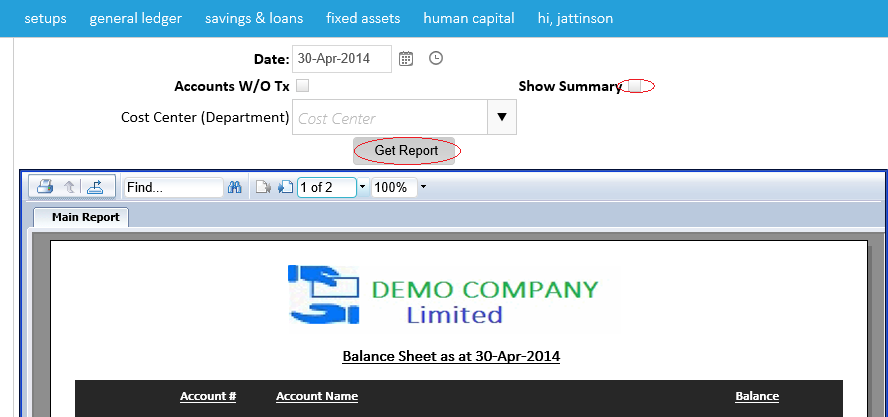 setups general ledger savings & loans fixed assets human capital hi, jattinson
Date: 30-Apr-2014
Accounts W/O Tx Show Summary
Cost Center (Department) Cost Center
Get Report
Find... 1 of 2 100%
Main Report
DEMO COMPANY
Limited
Balance Sheet as at 30-Apr-2014
Account # Account Name Balance